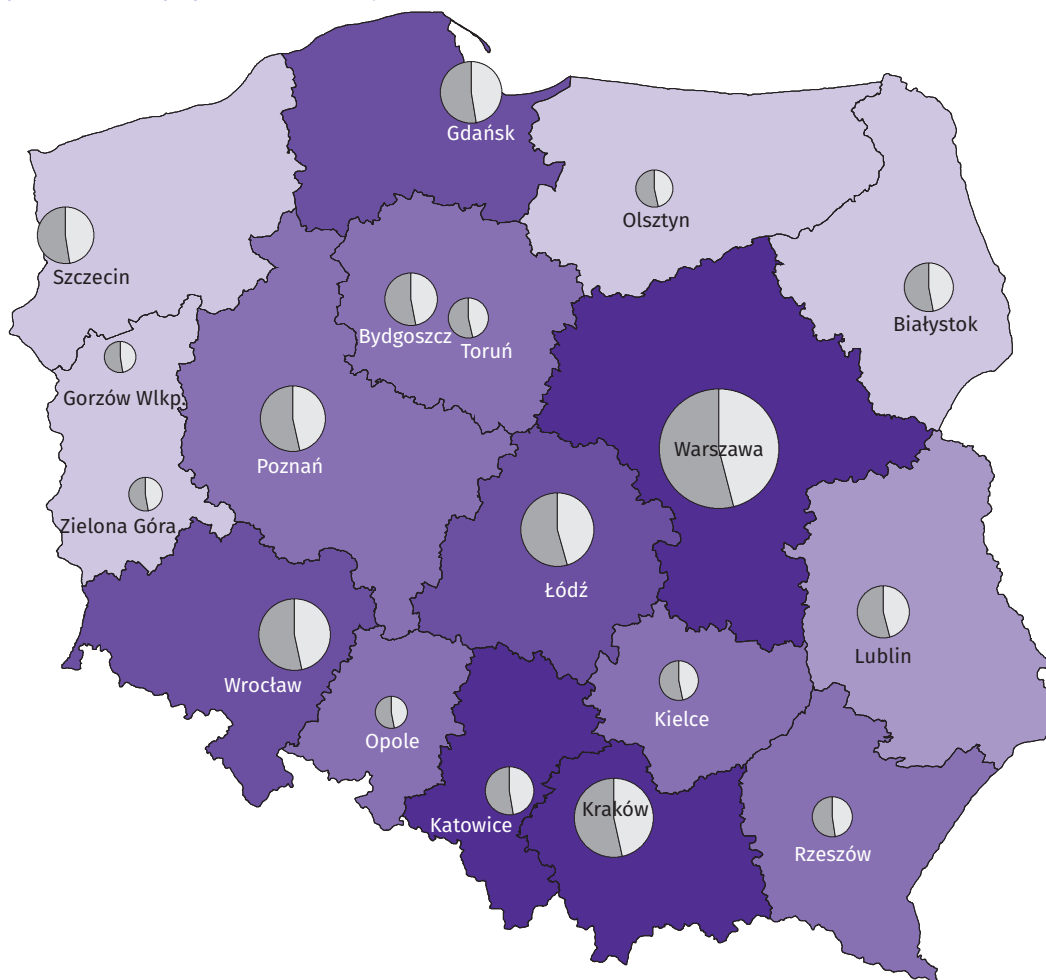 Gdańsk
Olsztyn
Szczecin
Białystok
Bydgoszcz
Toruń
Gorzów Wlkp.
Warszawa
Poznań
Zielona Góra
Łódź
Lublin
Wrocław
Kielce
Opole
Kraków
Katowice
Rzeszów